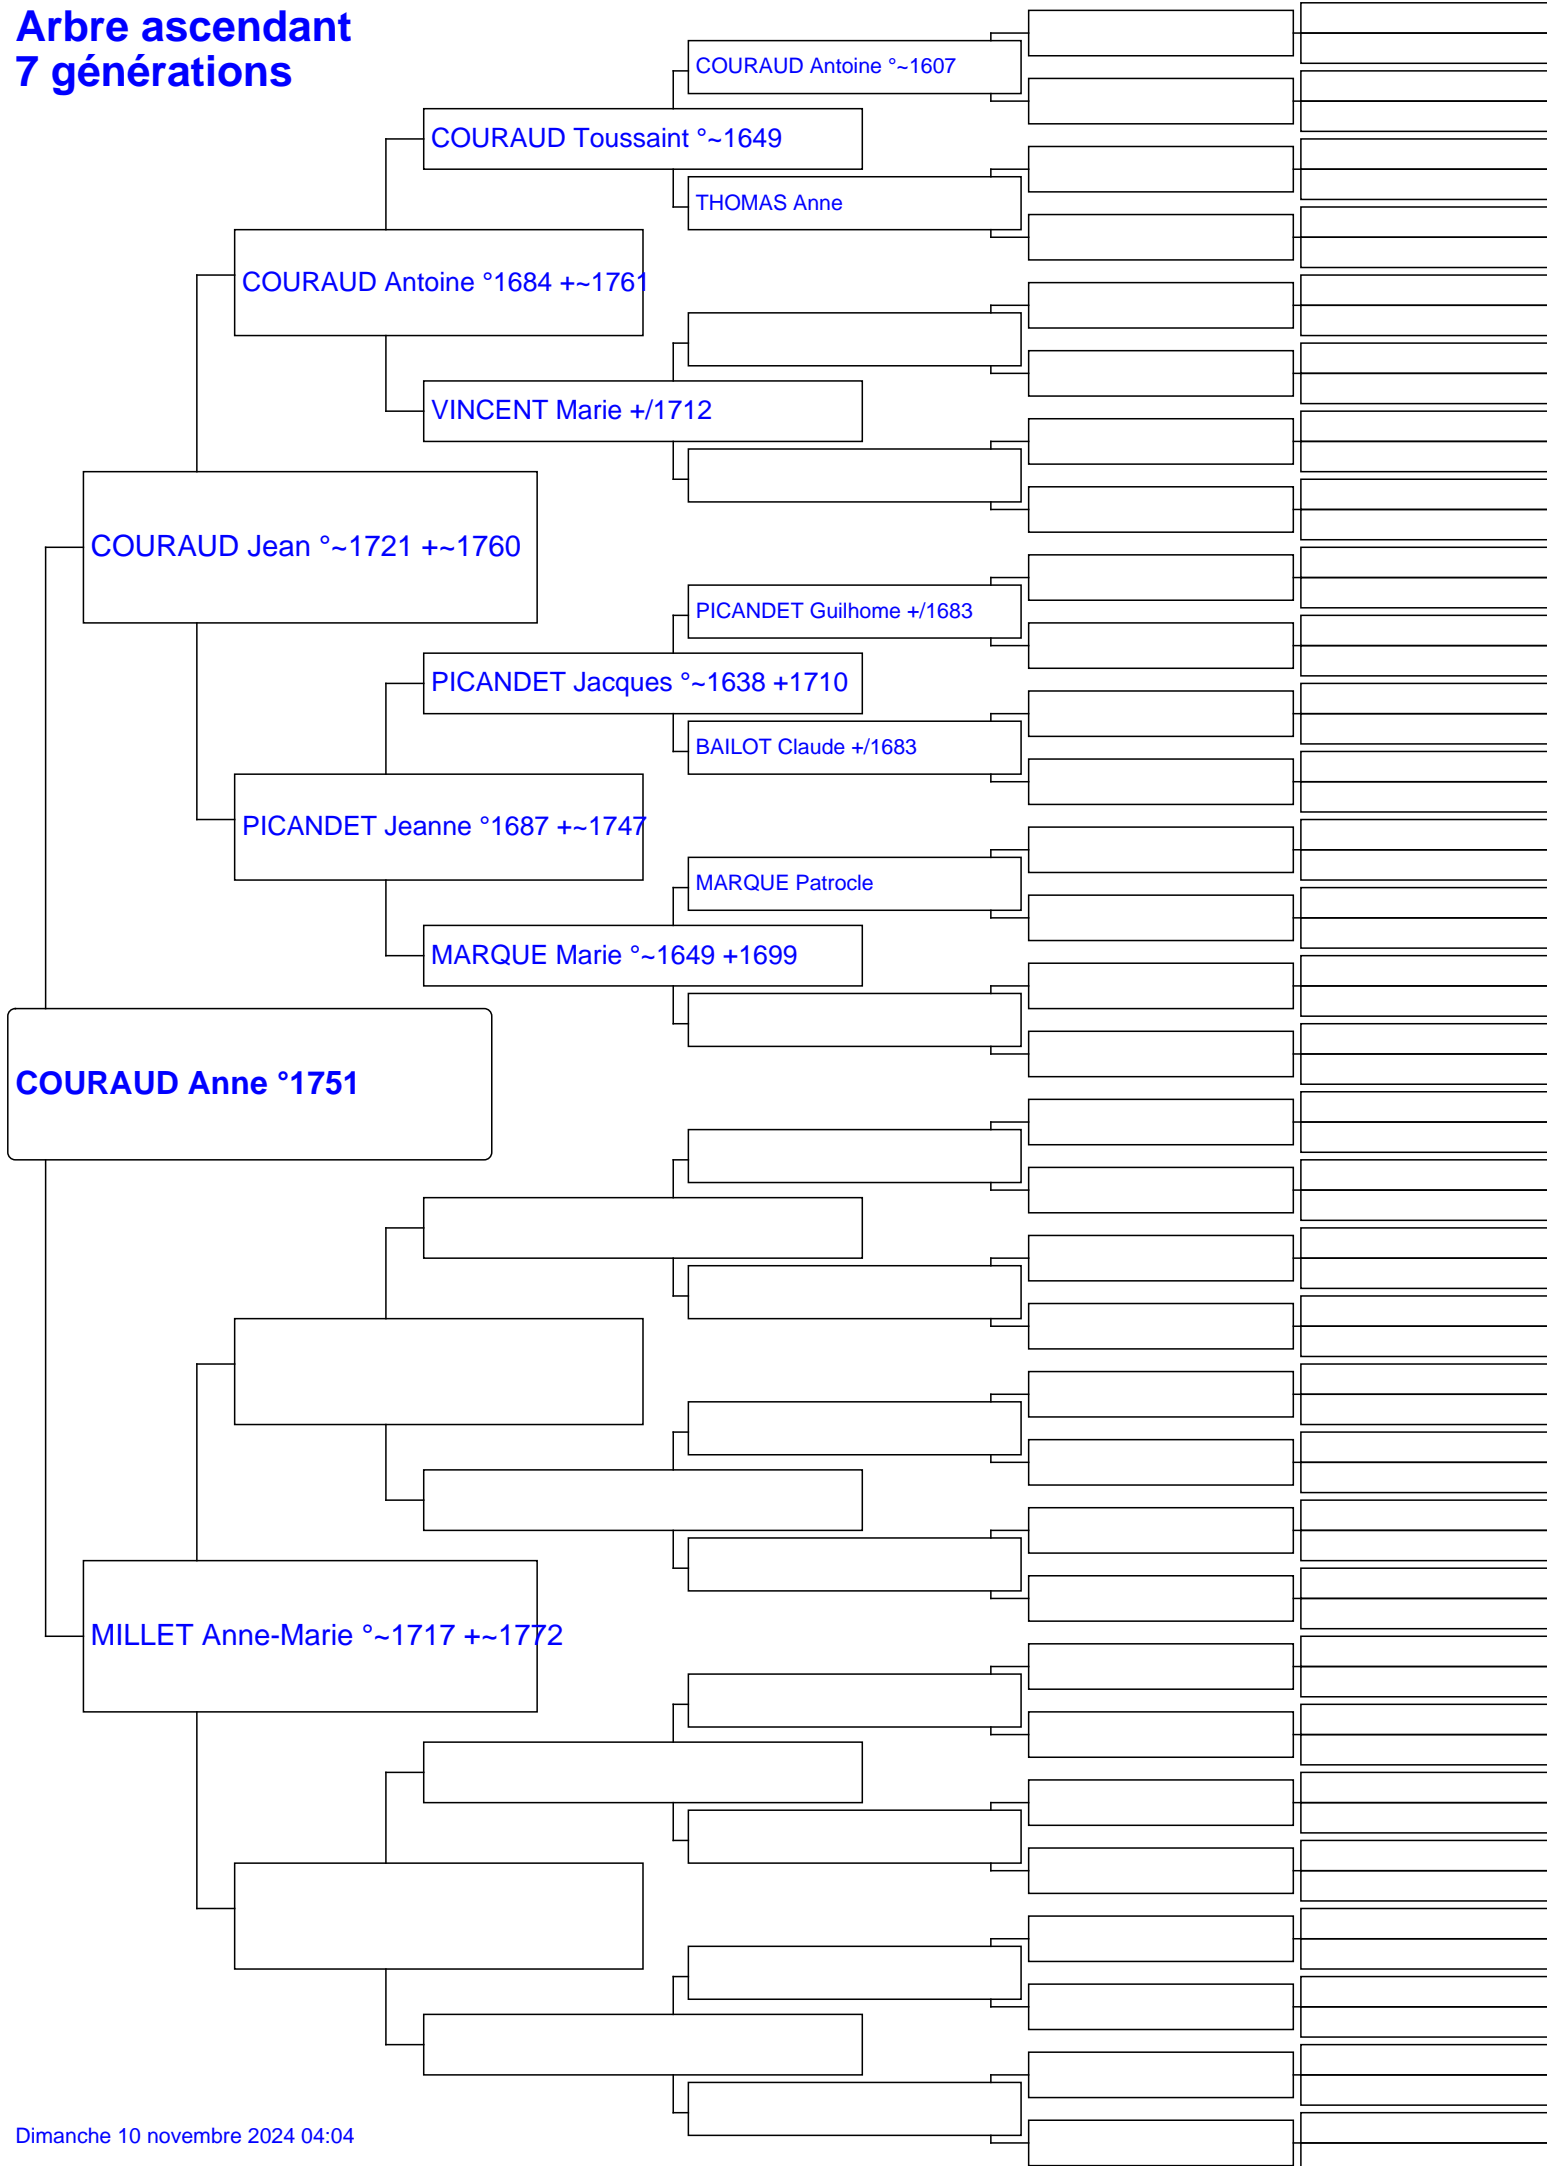 Arbre ascendant
7 générations
COURAUD Antoine °~1607
COURAUD Toussaint °~1649
THOMAS Anne
COURAUD Antoine °1684 +~1761
VINCENT Marie +/1712
COURAUD Jean °~1721 +~1760
PICANDET Guilhome +/1683
PICANDET Jacques °~1638 +1710
BAILOT Claude +/1683
PICANDET Jeanne °1687 +~1747
MARQUE Patrocle
MARQUE Marie °~1649 +1699
COURAUD Anne °1751
MILLET Anne-Marie °~1717 +~1772
Dimanche 10 novembre 2024 04:04